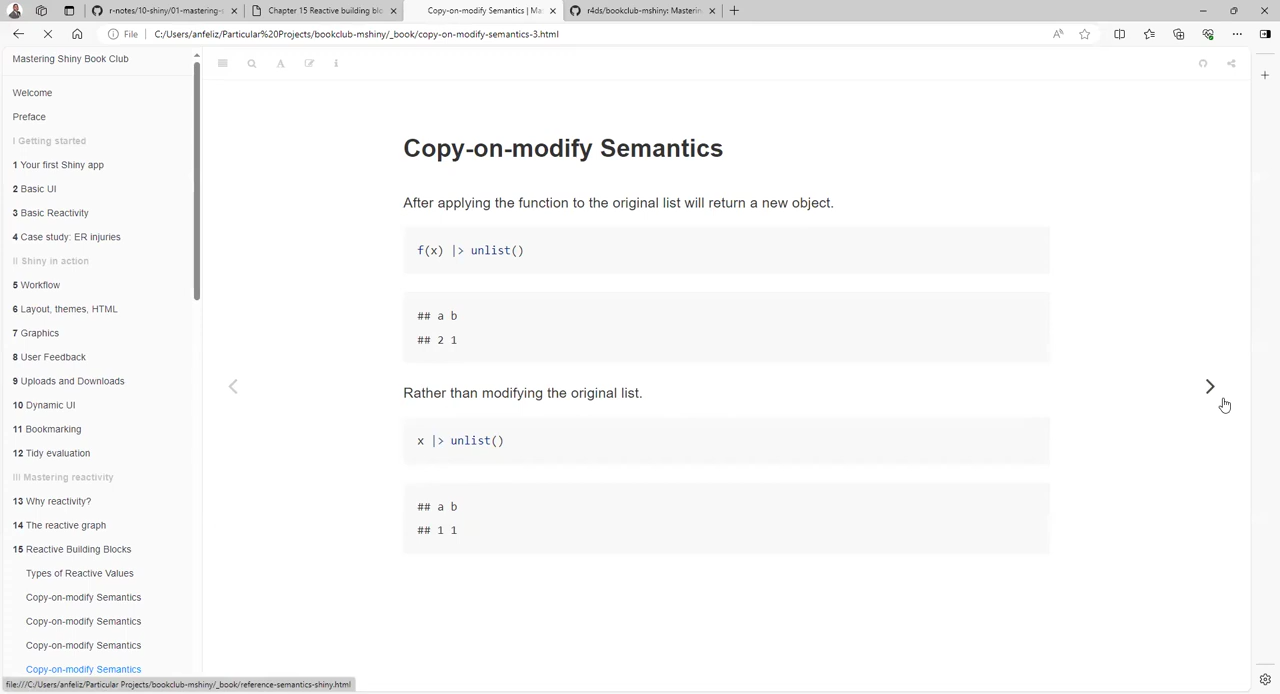 r-notes/10-shiny/01-mastering-s
Chapter 15 Reactive building blo
Copy-on-modify Semantics | Ma
r4ds/bookclub-mshiny: Mastering
File
C:/Users/anfeliz/Particular%20Projects/bookclub-mshiny/_book/copy-on-modify-semantics-3.html
Mastering Shiny Book Club
Welcome
Preface
I Getting started
1 Your first Shiny app
2 Basic UI
3 Basic Reactivity
4 Case study: ER injuries
II Shiny in action
5 Workflow
6 Layout, themes, HTML
7 Graphics
8 User Feedback
9 Uploads and Downloads
10 Dynamic UI
11 Bookmarking
12 Tidy evaluation
III Mastering reactivity
13 Why reactivity?
14 The reactive graph
15 Reactive Building Blocks
Types of Reactive Values
Copy-on-modify Semantics
Copy-on-modify Semantics
Copy-on-modify Semantics
Copy-on-modify Semantics
Copy-on-modify Semantics
After applying the function to the original list will return a new object.
f(x) |> unlist()
## a b
## 2 1
Rather than modifying the original list.
x |> unlist()
## a b
## 1 1
file:///C:/Users/anfeliz/Particular Projects/bookclub-mshiny/_book/reference-semantics-shiny.html